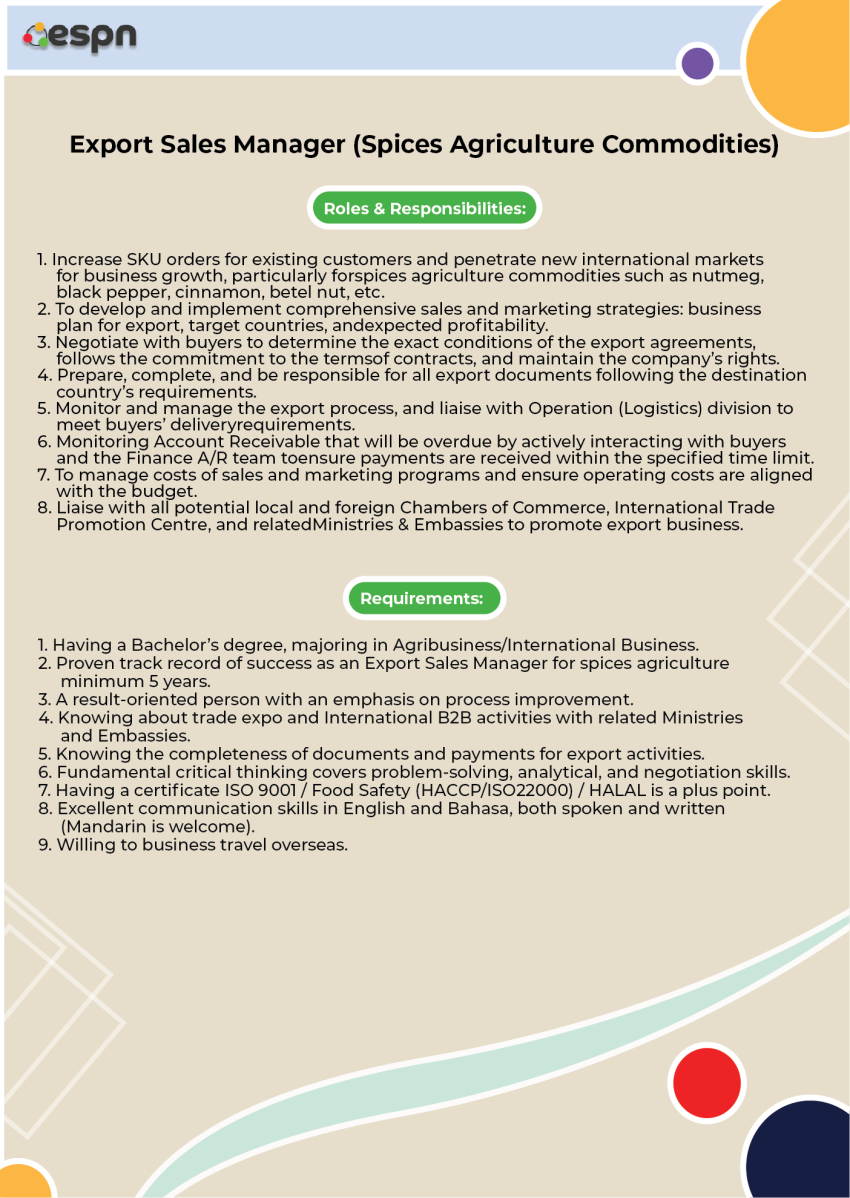 espn
Export Sales Manager (Spices Agriculture Commodities)
Roles & Responsibilities:
1. Increase SKU orders for existing customers and penetrate new international markets
for business growth, particularly forspices agriculture commodities such as nutmeg,
black pepper, cinnamon, betel nut, etc.
2. To develop and implement comprehensive sales and marketing strategies: business
plan for export, target countries, andexpected profitability.
3. Negotiate with buyers to determine the exact conditions of the export agreements,
follows the commitment to the termsof contracts, and maintain the company’s rights.
4. Prepare, complete, and be responsible for all export documents following the destination
country’s requirements.
5. Monitor and manage the export process, and liaise with Operation (Logistics) division to
meet buyers’ deliveryrequirements.
6. Monitoring Account Receivable that will be overdue by actively interacting with buyers
and the Finance A/R team toensure payments are received within the specified time limit.
7. To manage costs of sales and marketing programs and ensure operating costs are aligned
with the budget.
8. Liaise with all potential local and foreign Chambers of Commerce, International Trade
Promotion Centre, and relatedMinistries & Embassies to promote export business.
Requirements:
1. Having a Bachelor’s degree, majoring in Agribusiness/International Business.
2. Proven track record of success as an Export Sales Manager for spices agriculture
minimum 5 years.
3. A result-oriented person with an emphasis on process improvement.
4. Knowing about trade expo and International B2B activities with related Ministries
and Embassies.
5. Knowing the completeness of documents and payments for export activities.
6. Fundamental critical thinking covers problem-solving, analytical, and negotiation skills.
7. Having a certificate ISO 9001 / Food Safety (HACCP/ISO22000) / HALAL is a plus point.
8. Excellent communication skills in English and Bahasa, both spoken and written
(Mandarin is welcome).
9. Willing to business travel overseas.